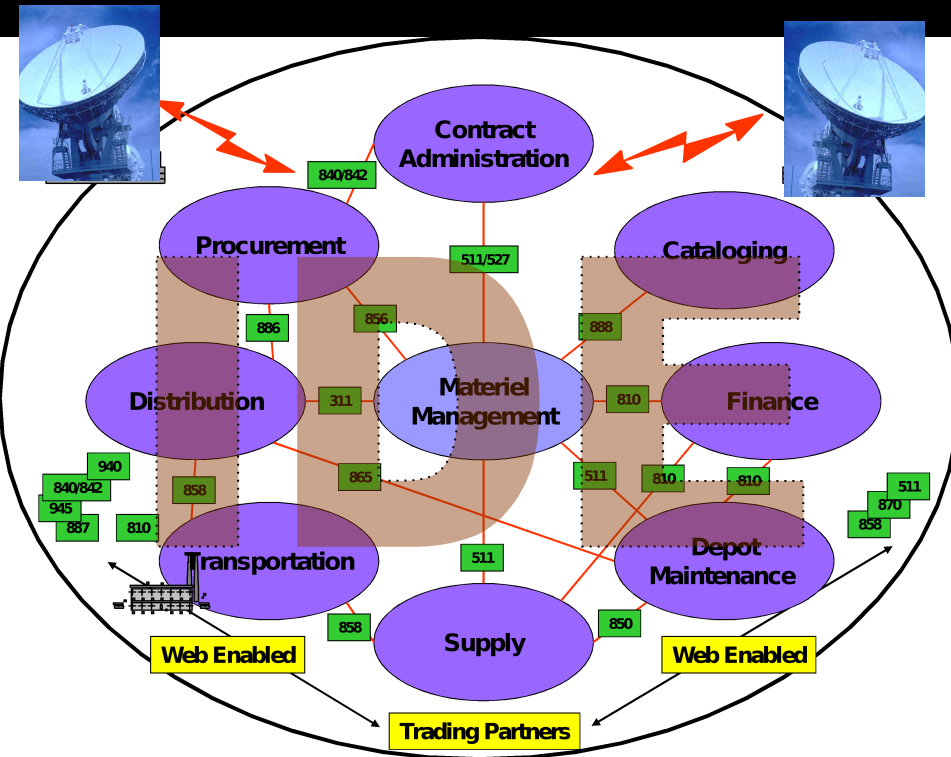 Contract
Administration
840/842
Procurement
511/527
Cataloging
886
856
888
IDE
Distribution
311
Materiel
Management
810
Finance
940
840/842
945
887
810
858
865
511
810
810
511
870
858
511
Transportation
Depot
Maintenance
858
Supply
850
Web Enabled
Web Enabled
Trading Partners